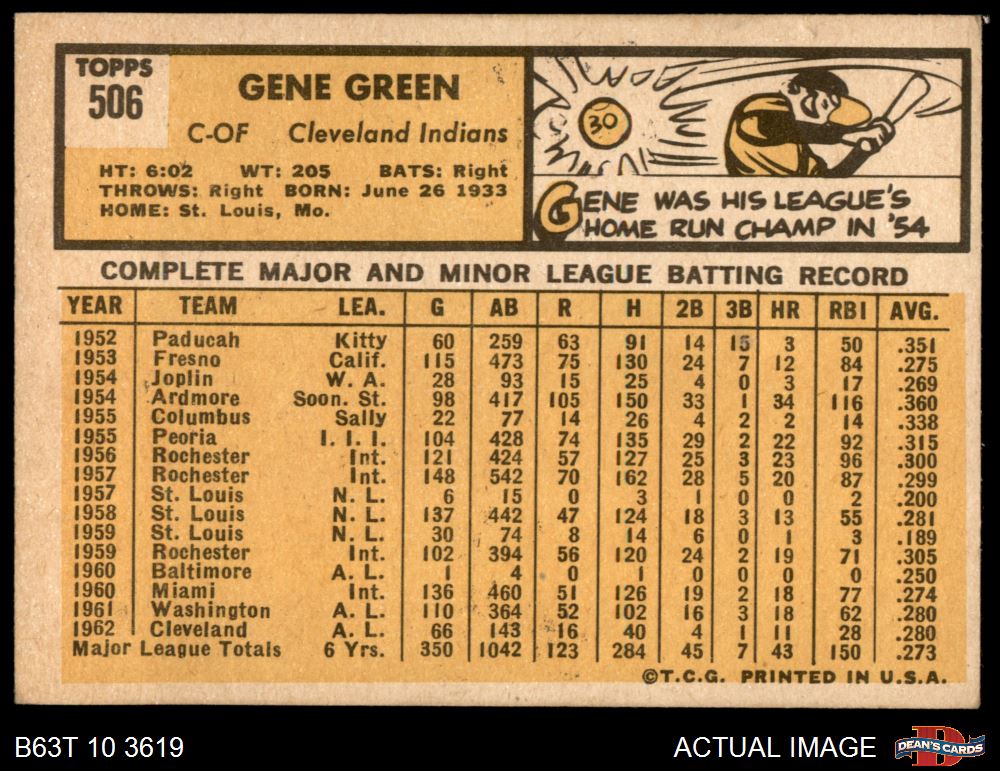 TOPPS
506
GENE GREEN
C-OF Cleveland Indians
HT: 6:02 WT: 205 BATS: Right
THROWS: Right BORN: June 26 1933
HOME: St. Louis, Mo.
30
GENE WAS HIS LEAGUE'S
HOME RUN CHAMP IN '54
COMPLETE MAJOR AND MINOR LEAGUE BATTING RECORD
YEAR TEAM LEA. G AB R H 2B 3B HR RBI AVG.
1952 Paducah Kitty 60 259 63 91 14 15 3 50 .351
1953 Fresno Calif. 115 473 75 130 24 7 12 84 .275
1954 Joplin W. A. 28 93 15 25 4 0 3 17 .269
1954 Ardmore Soon. St. 98 417 105 150 33 1 34 116 .360
1955 Columbus Sally 22 77 14 26 4 2 2 14 .338
1955 Peoria I. I. I. 104 428 74 135 29 2 22 92 .315
1956 Rochester Int. 121 424 57 127 25 3 23 96 .300
1957 Rochester Int. 148 542 70 162 28 5 20 87 .299
1957 St. Louis N. L. 6 15 0 3 1 0 0 2 .200
1958 St. Louis N. L. 137 442 47 124 18 3 13 55 .281
1959 St. Louis N. L. 30 74 8 14 6 0 1 3 .189
1959 Rochester Int. 102 394 56 120 24 2 19 71 .305
1960 Baltimore A. L. 1 4 0 1 0 0 0 0 .250
1960 Miami Int. 136 460 51 126 19 2 18 77 .274
1961 Washington A. L. 110 364 52 102 16 3 18 62 .280
1962 Cleveland A. L. 66 143 16 40 4 1 11 28 .280
Major League Totals 6 Yrs. 350 1042 123 284 45 7 43 150 .273
©T.C.G. PRINTED IN U.S.A.
B63T 10 3619
ACTUAL IMAGE
D
DEAN'S CARDS